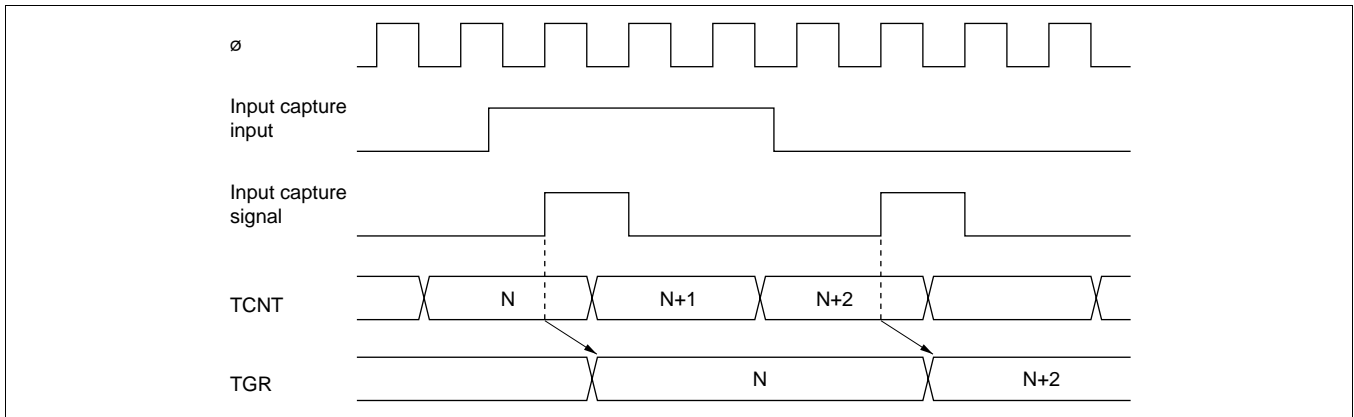 ø
Input capture
input
Input capture
signal
TCNT
N
N+1
N+2
TGR
N
N+2